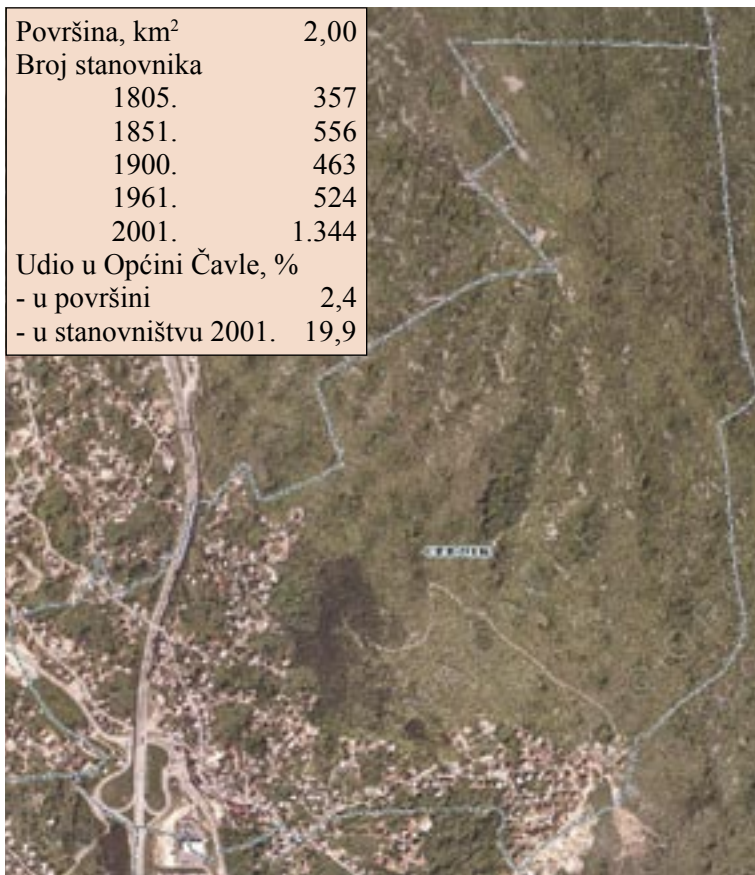 Površina, km² 2,00
Broj stanovnika
1805. 357
1851. 556
1900. 463
1961. 524
2001. 1.344
Udio u Općini Čavle, %
- u površini 2,4
- u stanovništvu 2001. 19,9